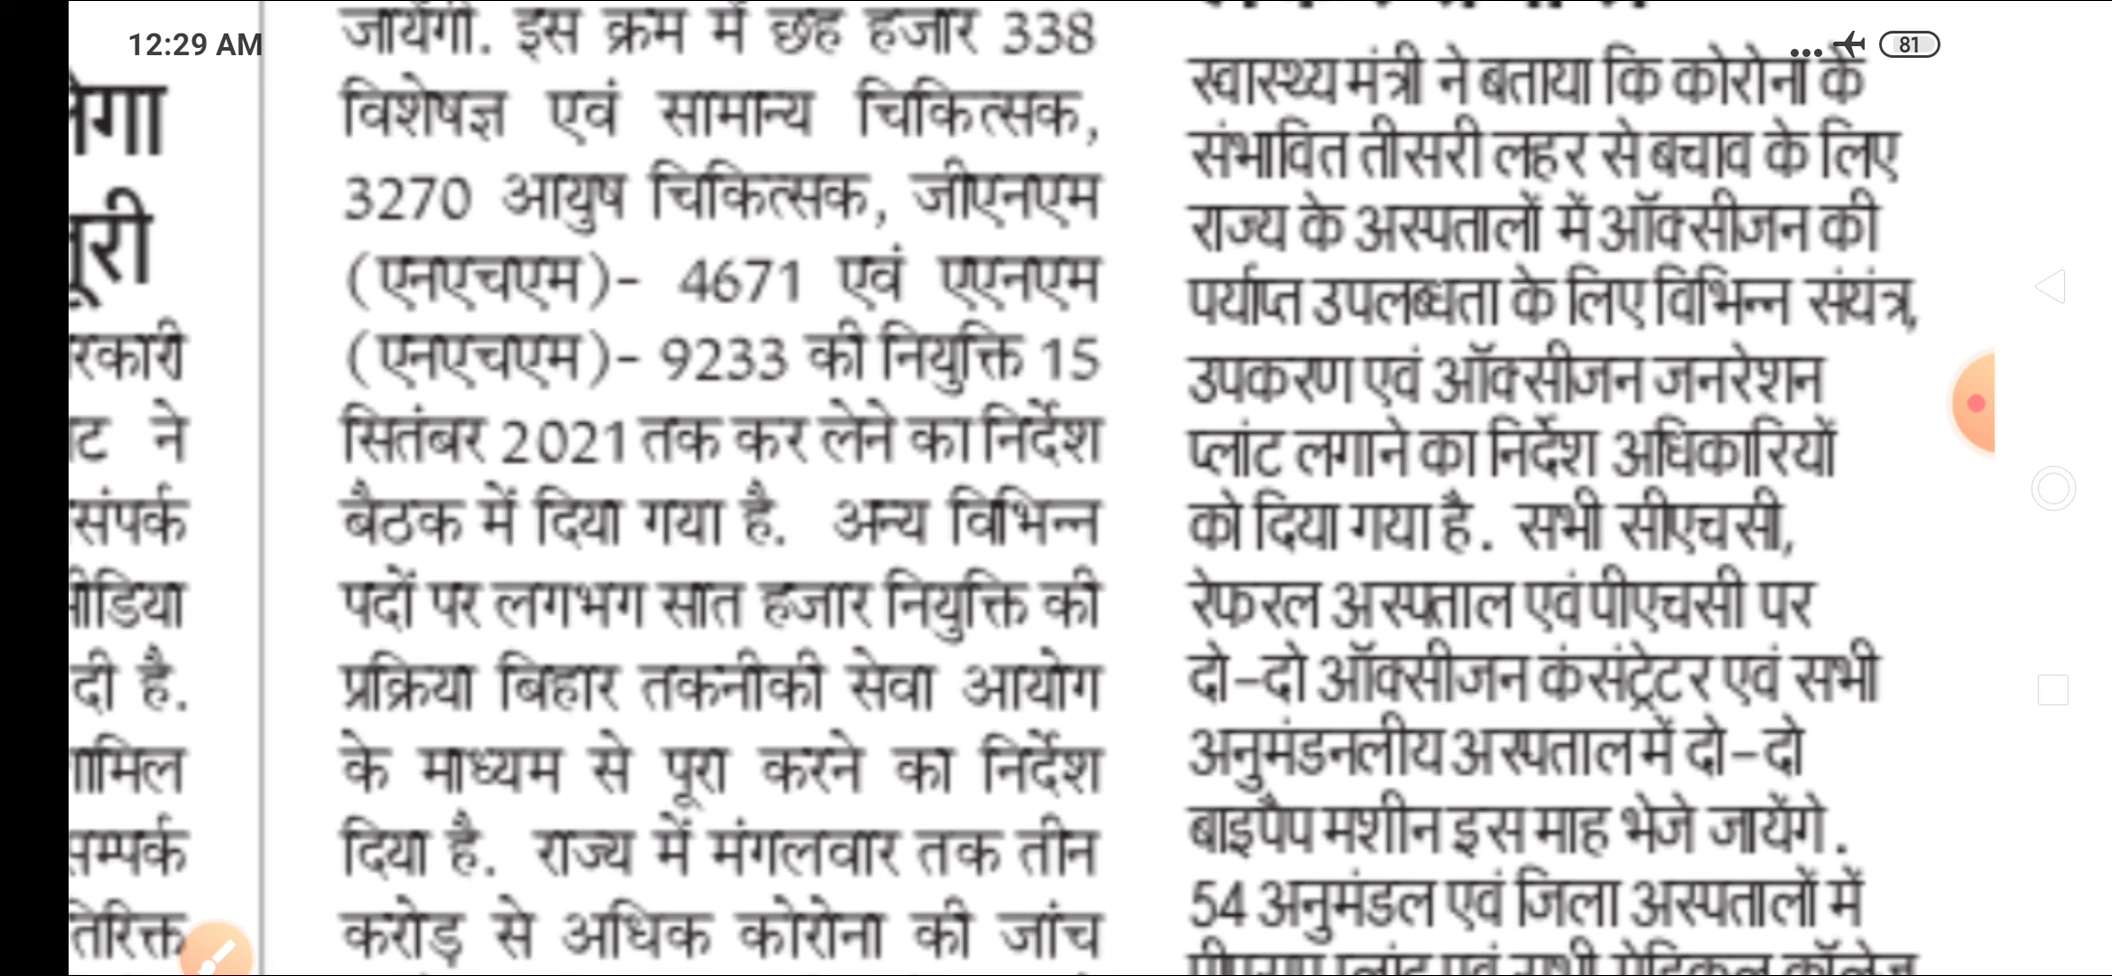 12:29 AM
81
रकारी
ने
संपर्क
दी है.
जायेंगी. इस क्रम में छह हजार 338
विशेषज्ञ एवं सामान्य चिकित्सक,
3270 आयुष चिकित्सक, जीएनएम
(एनएचएम)- 4671 एवं एएनएम
(एनएचएम)- 9233 की नियुक्ति 15
सितंबर 2021 तक कर लेने का निर्देश
बैठक में दिया गया है. अन्य विभिन्न
पदों पर लगभग सात हजार नियुक्ति की
प्रक्रिया बिहार तकनीकी सेवा आयोग
के माध्यम से पूरा करने का निर्देश
दिया है. राज्य में मंगलवार तक तीन
करोड़ से अधिक कोरोना की जांच
स्वास्थ्य मंत्री ने बताया कि कोरोना के
संभावित तीसरी लहर से बचाव के लिए
राज्य के अस्पतालों में ऑक्सीजन की
पर्याप्त उपलब्धता के लिए विभिन्न संयंत्र,
उपकरण एवं ऑक्सीजन जनरेशन
प्लांट लगाने का निर्देश अधिकारियों
को दिया गया है. सभी सीएचसी,
रेफरल अस्पताल एवं पीएचसी पर
दो-दो ऑक्सीजन कंसंट्रेटर एवं सभी
अनुमंडनलीय अस्पताल में दो-दो
बाइपैप मशीन इस माह भेजे जायेंगे.
54 अनुमंडल एवं जिला अस्पतालों में